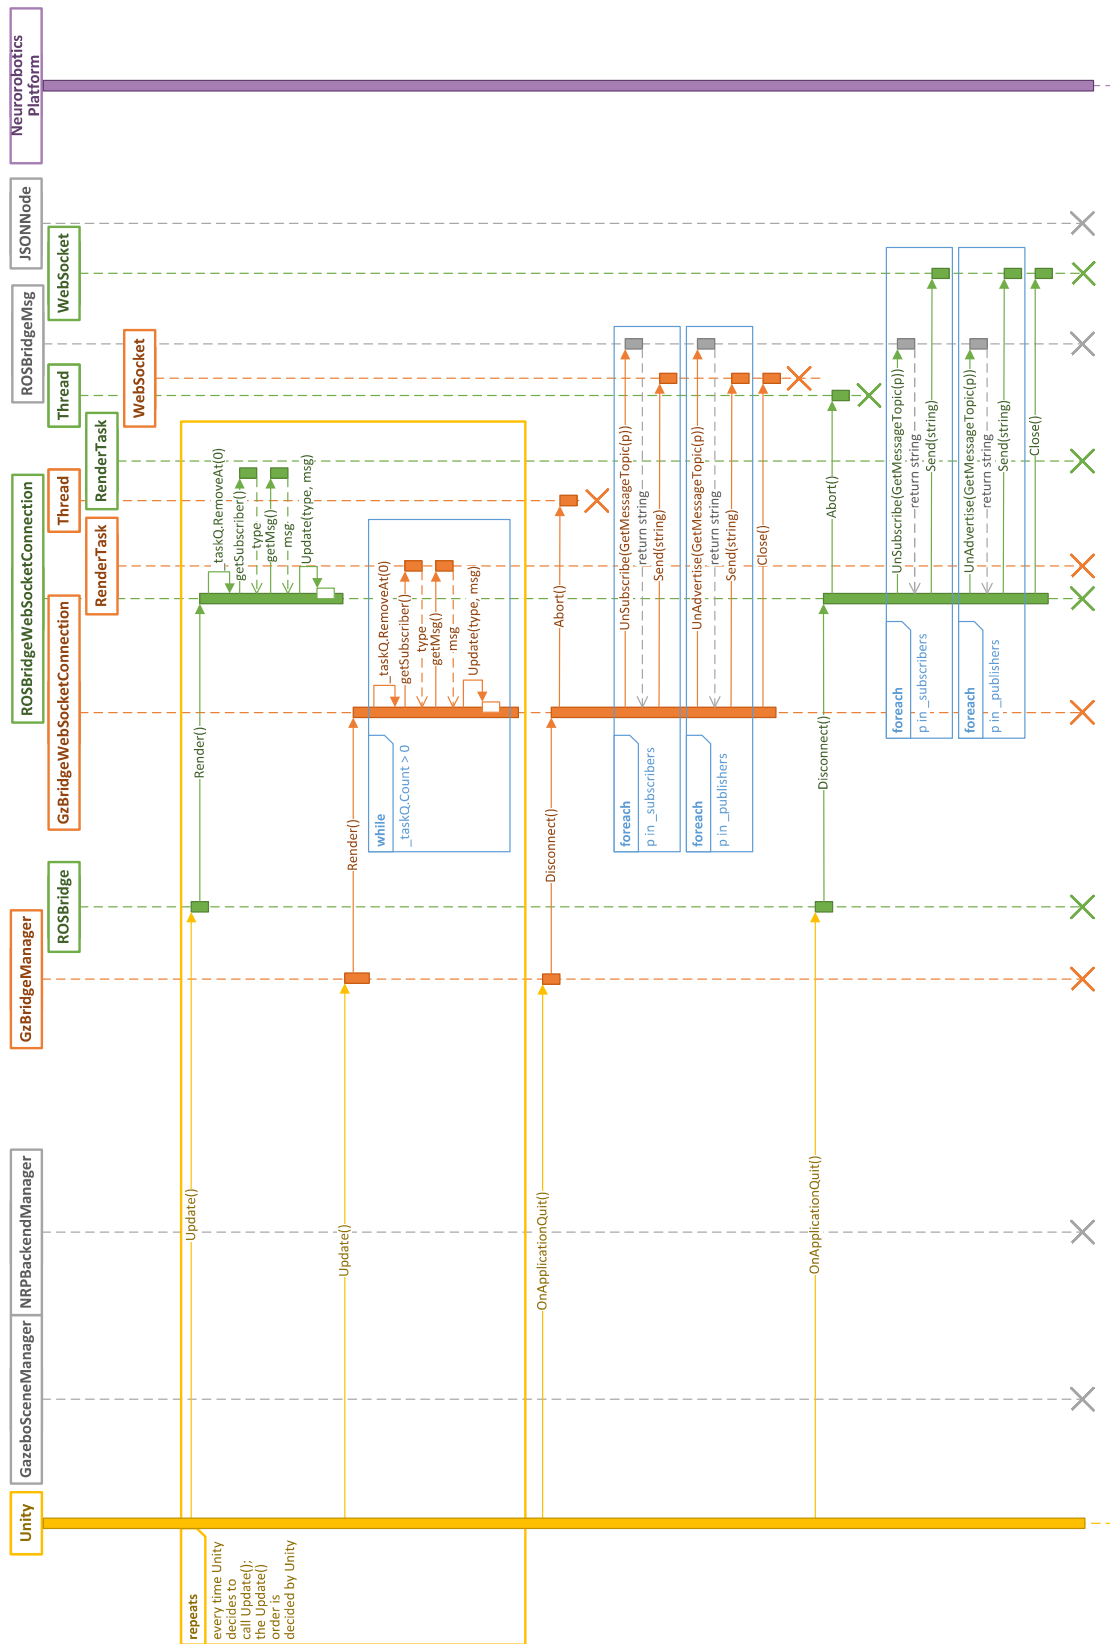 Unity
GazeboSceneManager
NRPBackendManager
GzBridgeManager
ROSBridge
GzBridgeWebSocketConnection
ROSBridgeWebSocketConnection
RenderTask
Thread
RenderTask
Thread
WebSocket
ROSBridgeMsg
WebSocket
JSONNode
Neurorobotics
Platform
repeats
every time Unity
decides to
call Update();
the Update()
order is
decided by Unity
Update()
Render()
_taskQ.RemoveAt(0)
getSubscriber()
type
getMsg()
msg
Update(type, msg)
Update()
Render()
while
_taskQ.Count > 0
_taskQ.RemoveAt(0)
getSubscriber()
type
getMsg()
msg
Update(type, msg)
OnApplicationQuit()
Disconnect()
Abort()
foreach
p in _subscribers
UnSubscribe(GetMessageTopic(p))
return string
Send(string)
foreach
p in _publishers
UnAdvertise(GetMessageTopic(p))
return string
Send(string)
Close()
OnApplicationQuit()
Disconnect()
Abort()
foreach
p in _subscribers
UnSubscribe(GetMessageTopic(p))
return string
Send(string)
foreach
p in _publishers
UnAdvertise(GetMessageTopic(p))
return string
Send(string)
Close()